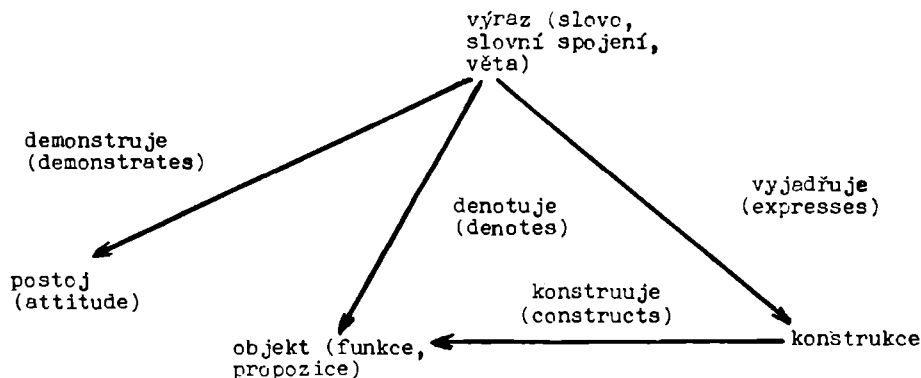 výraz (slovo,
slovní spojení,
věta)
demonstruje
(demonstrates)
denotuje
(denotes)
vyjadřuje
(expresses)
postoj
(attitude)
konstruuje
(constructs)
objekt (funkce,
propozice)
konstrukce